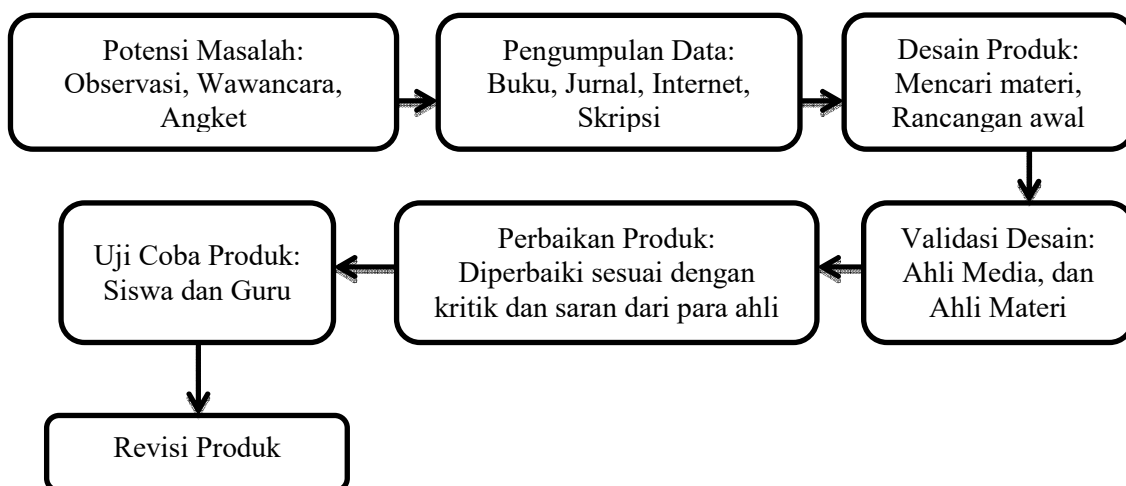 Potensi Masalah:
Observasi, Wawancara,
Angket
Pengumpulan Data:
Buku, Jurnal, Internet,
Skripsi
Desain Produk:
Mencari materi,
Rancangan awal
Validasi Desain:
Ahli Media, dan
Ahli Materi
Perbaikan Produk:
Diperbaiki sesuai dengan
kritik dan saran dari para ahli
Uji Coba Produk:
Siswa dan Guru
Revisi Produk